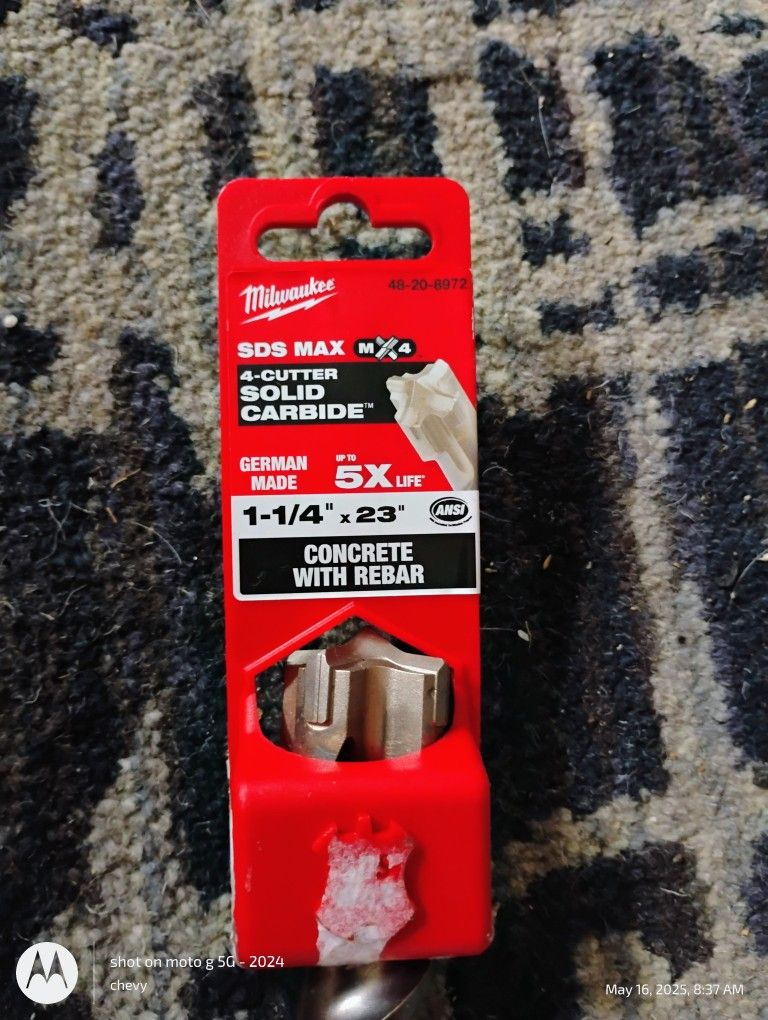 Milwaukee 48-20-8972
SDS MAX MX4
4-CUTTER
SOLID
CARBIDE™
GERMAN
MADE
UP TO
5X LIFE*
1-1/4" x 23" ANSI
CONCRETE
WITH REBAR
shot on moto g 5G - 2024
chevy
May 16, 2025, 8:37 AM